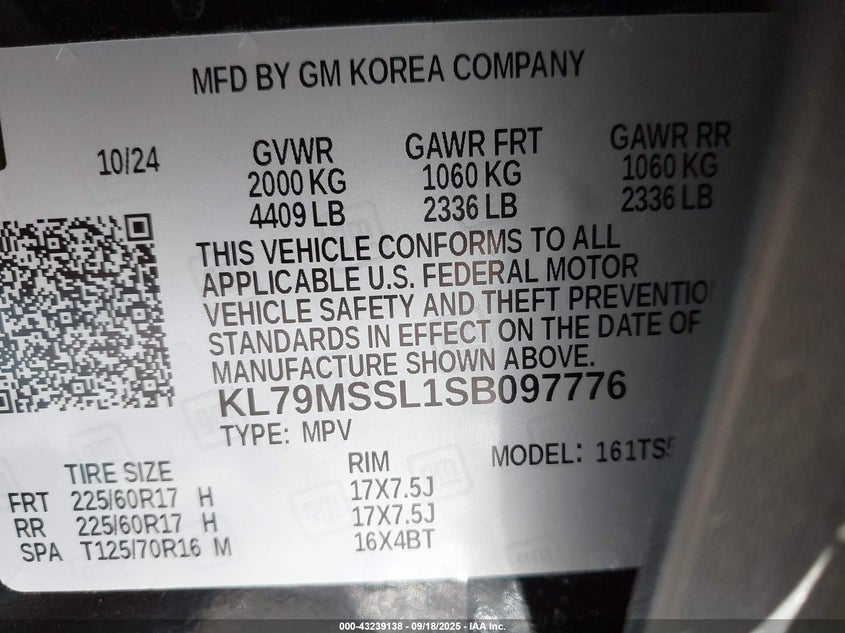 MFD BY GM KOREA COMPANY
10/24 GVWR GAWR FRT GAWR RR
2000 KG 1060 KG 1060 KG
4409 LB 2336 LB 2336 LB
THIS VEHICLE CONFORMS TO ALL
APPLICABLE U.S. FEDERAL MOTOR
VEHICLE SAFETY AND THEFT PREVENTIO
STANDARDS IN EFFECT ON THE DATE OF
MANUFACTURE SHOWN ABOVE.
KL79MSSL1SB097776
TYPE: MPV
MODEL: 161TS
TIRE SIZE RIM
FRT 225/60R17 H 17X7.5J
RR 225/60R17 H 17X7.5J
SPA T125/70R16 M 16X4BT
000-43239138 - 09/18/2025 - IAA Inc.